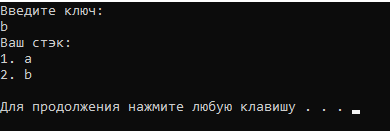 Введите ключ:
b
Ваш стэк:
1. a
2. b
Для продолжения нажмите любую клавишу . . .